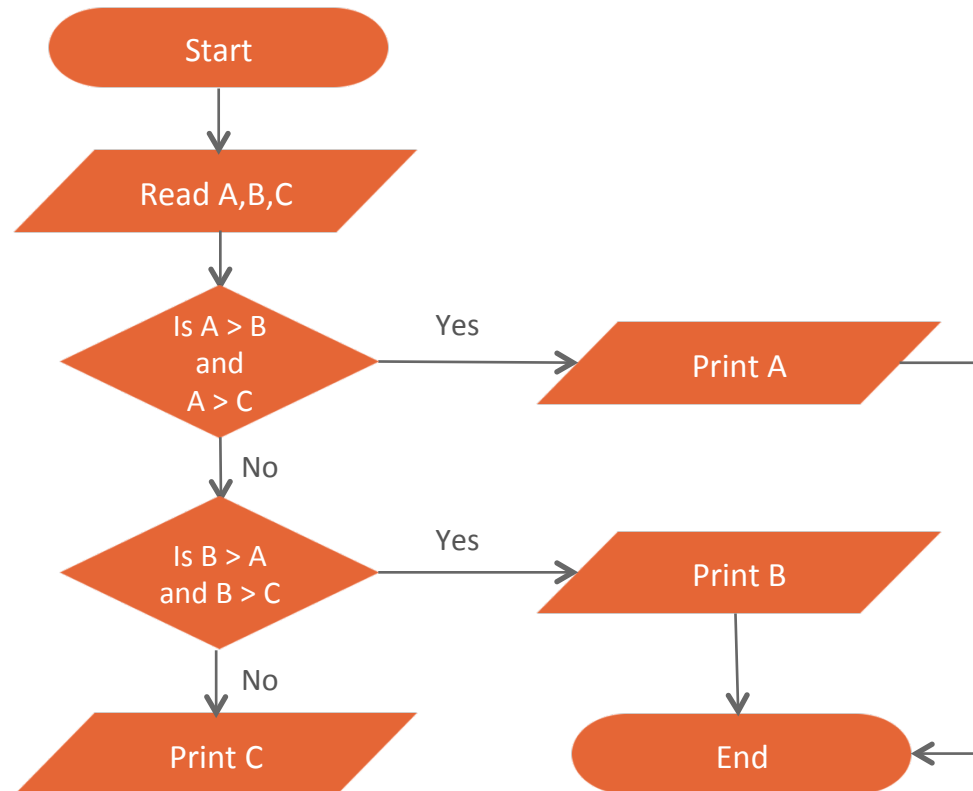 Start
Read A,B,C
Is A > B
and
A > C
Yes
Print A
No
Is B > A
and B > C
Yes
Print B
No
Print C
End